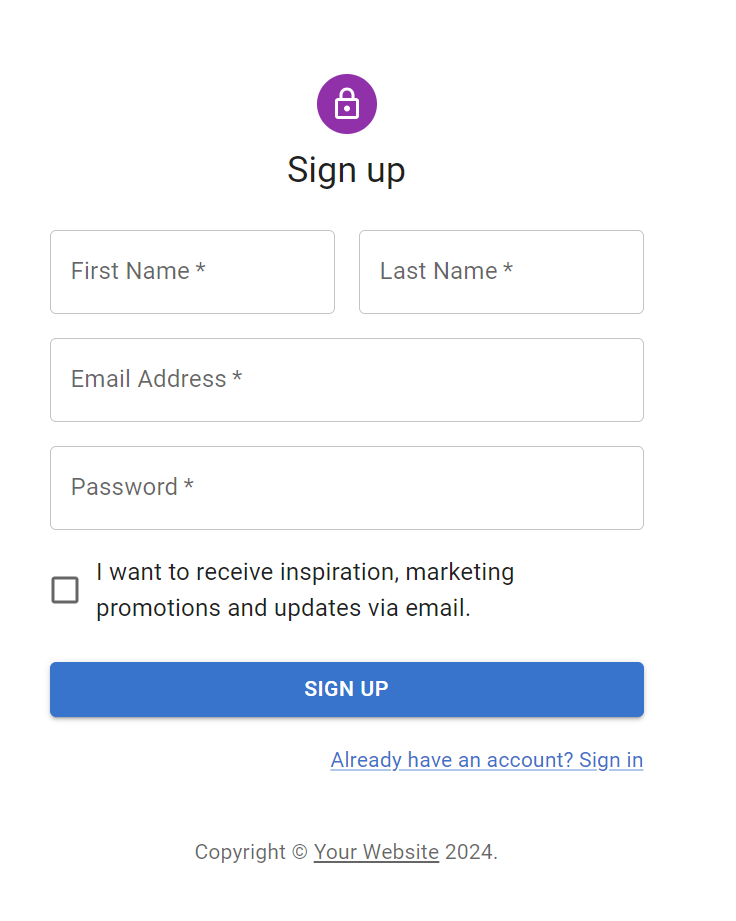 Sign up
First Name *
Last Name *
Email Address *
Password *
I want to receive inspiration, marketing
promotions and updates via email.
SIGN UP
Already have an account? Sign in
Copyright © Your Website 2024.